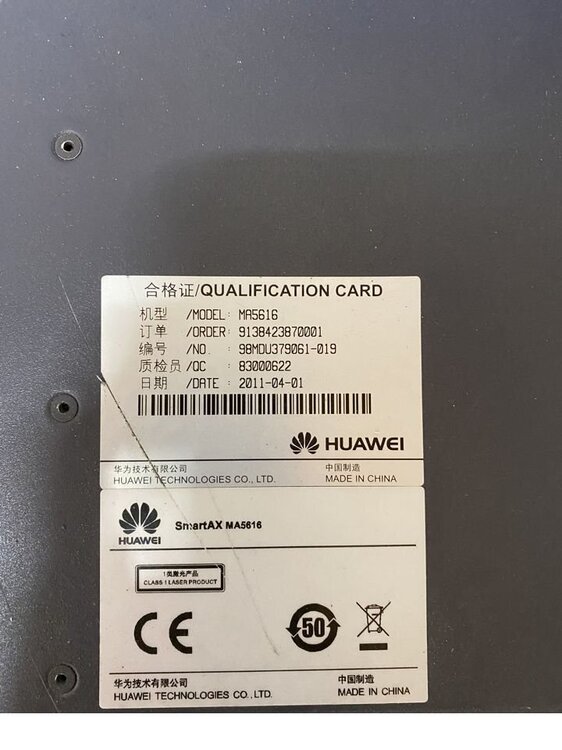 合格证/QUALIFICATION CARD
机型 /MODEL: MA5616
订单 /ORDER: 9138423870001
编号 /NO. : 98MDU379061-019
质检员 /QC : 83000622
日期 /DATE : 2011-04-01
HUAWEI
华为技术有限公司 中国制造
HUAWEI TECHNOLOGIES CO., LTD. MADE IN CHINA
HUAWEI
SmartAX MA5616
1类激光产品
CLASS 1 LASER PRODUCT
CE
50
华为技术有限公司 中国制造
HUAWEI TECHNOLOGIES CO., LTD. MADE IN CHINA